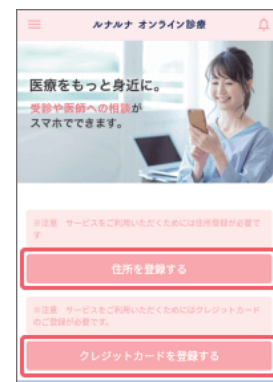 ルナルナ オンライン診療
医療をもっと身近に。
受診や医師への相談が
スマホでできます。
※注意 サービスをご利用いただくためには住所登録が必要で
す
住所を登録する
※注意 サービスをご利用いただくためにはクレジットカード
のご登録が必要です。
クレジットカードを登録する